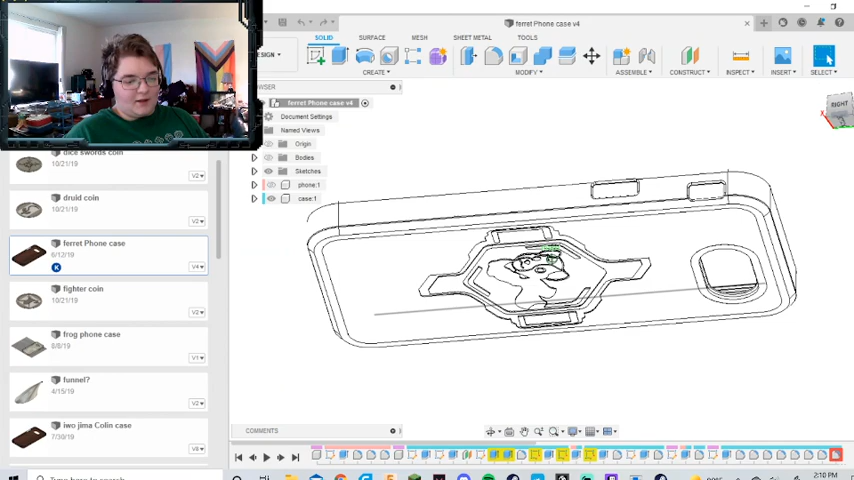 ferret Phone case v4
SOLID SURFACE MESH SHEET METAL TOOLS
CREATE MODIFY ASSEMBLE CONSTRUCT INSPECT INSERT SELECT
ferret Phone case v4
Document Settings
Named Views
Origin
Bodies
Sketches
phone:1
case:1
RIGHT
X
dice swords coin
10/21/19
V2
druid coin
10/21/19
V2
ferret Phone case
6/12/19
K
V4
fighter coin
10/21/19
V2
frog phone case
8/8/19
V1
funnel?
4/15/19
V2
iwo jima Colin case
7/30/19
COMMENTS
Type here to search
2:10 PM